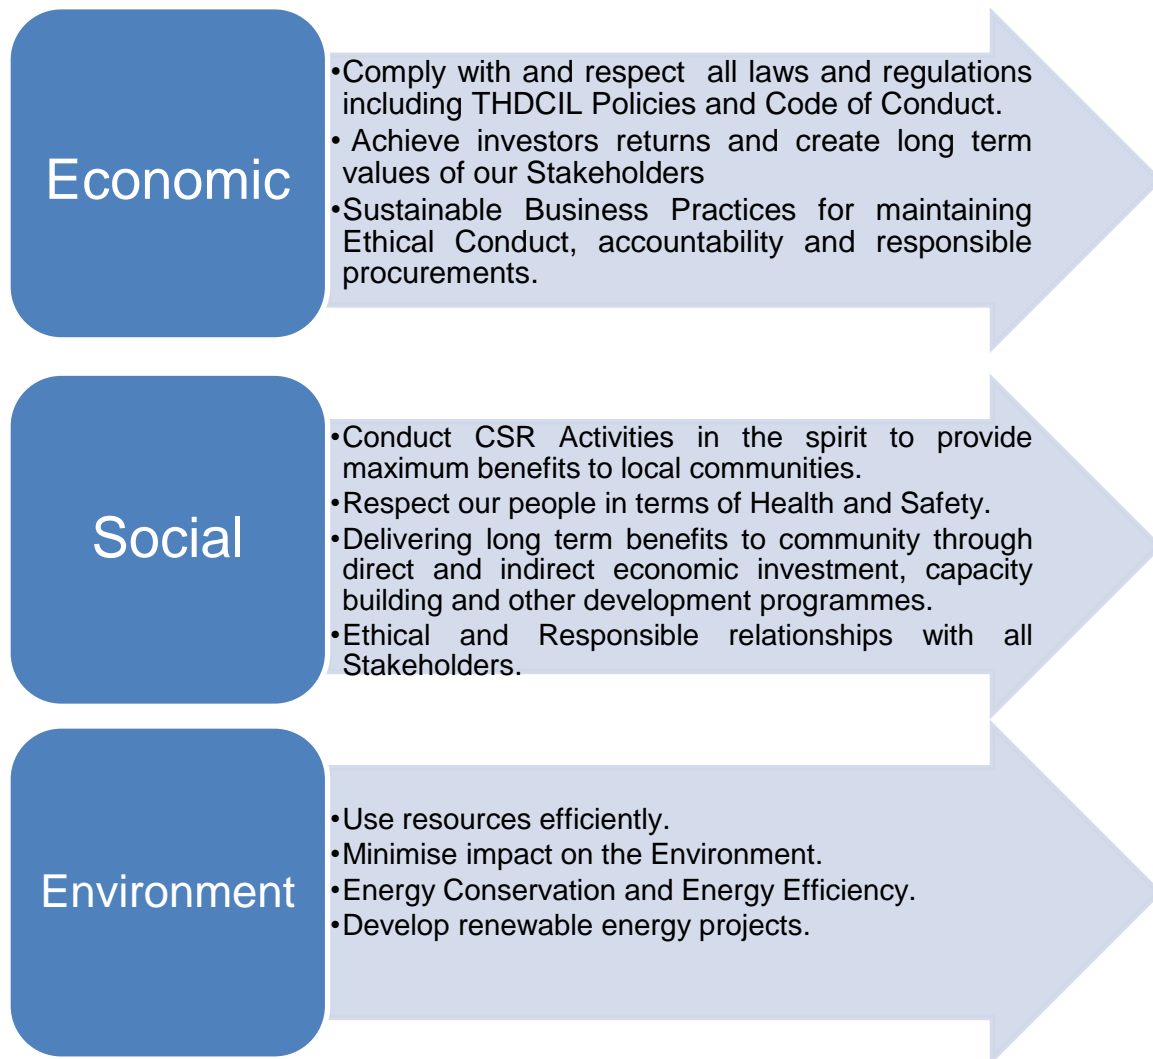 Economic
•Comply with and respect all laws and regulations
including THDCIL Policies and Code of Conduct.
• Achieve investors returns and create long term
values of our Stakeholders
•Sustainable Business Practices for maintaining
Ethical Conduct, accountability and responsible
procurements.
Social
•Conduct CSR Activities in the spirit to provide
maximum benefits to local communities.
•Respect our people in terms of Health and Safety.
•Delivering long term benefits to community through
direct and indirect economic investment, capacity
building and other development programmes.
•Ethical and Responsible relationships with all
Stakeholders.
Environment
•Use resources efficiently.
•Minimise impact on the Environment.
•Energy Conservation and Energy Efficiency.
•Develop renewable energy projects.